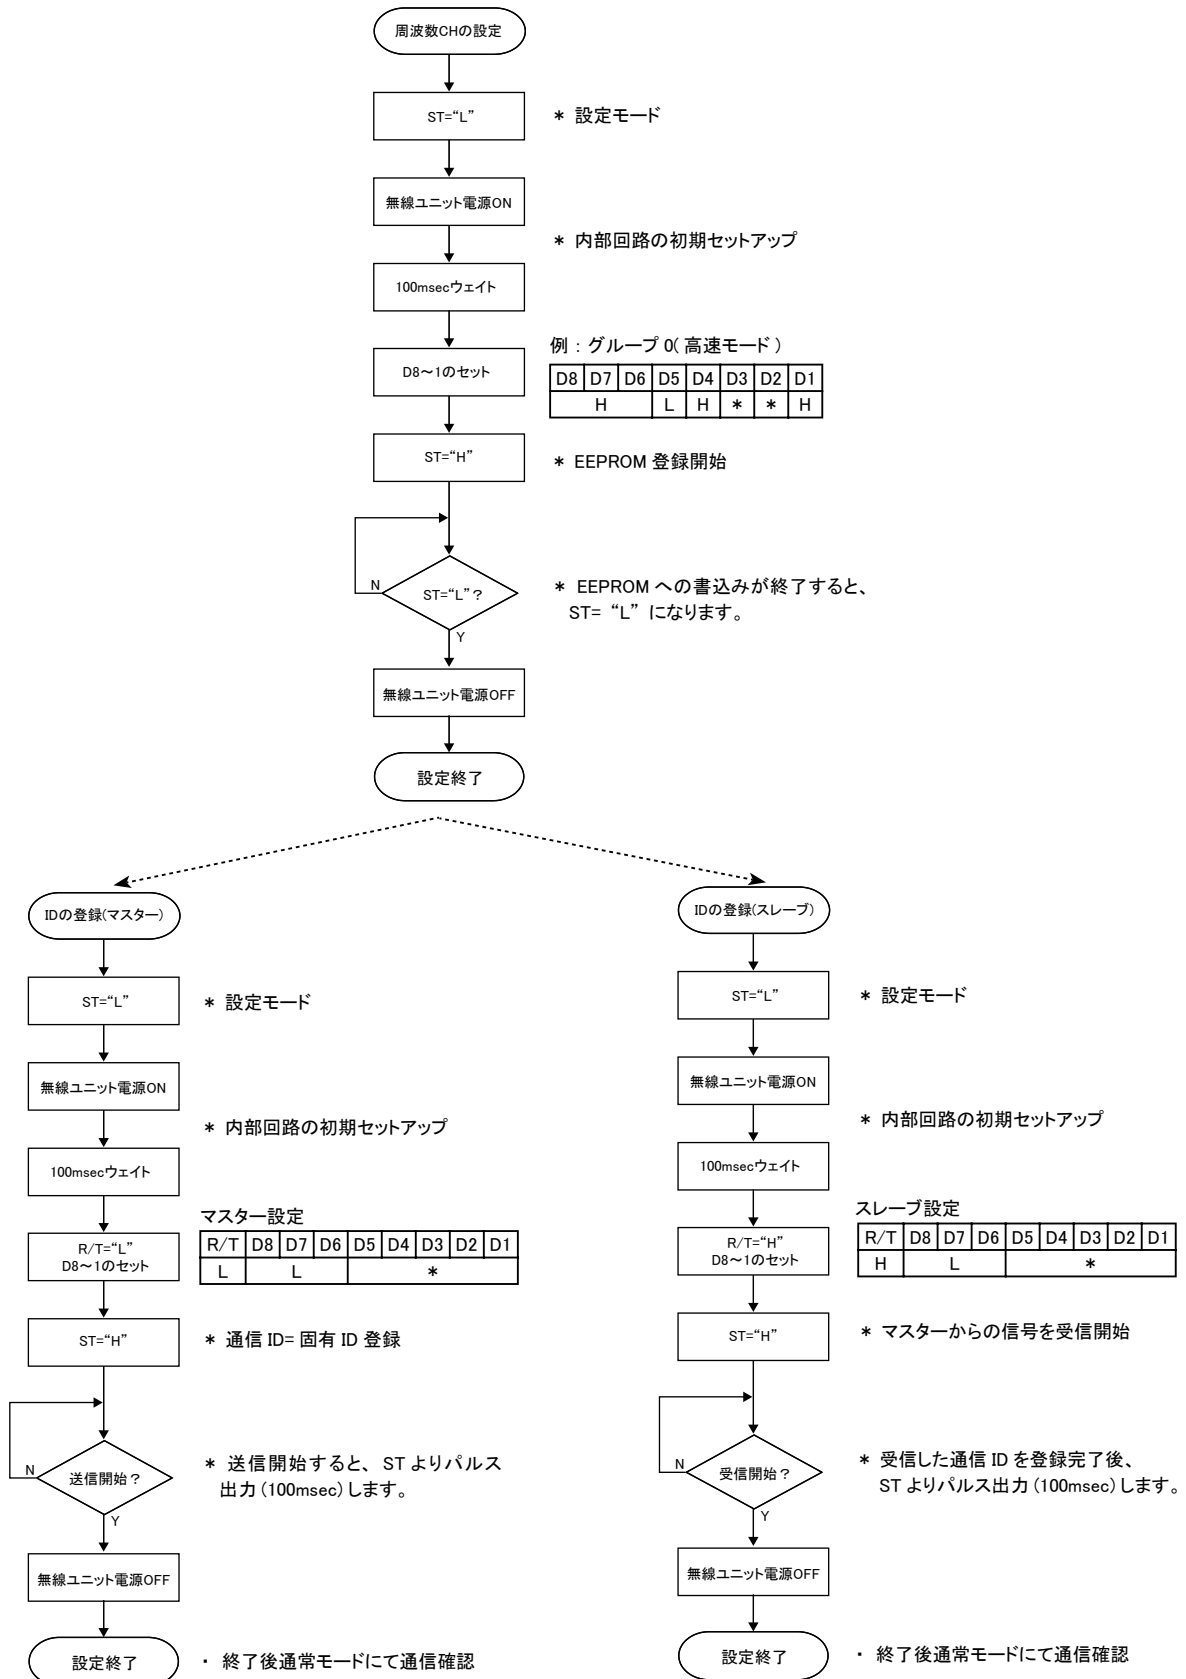 周波数CHの設定
ST=“L”
* 設定モード
無線ユニット電源ON
* 内部回路の初期セットアップ
100msecウェイト
例 : グループ 0( 高速モード )
D8～1のセット
D8 D7 D6 D5 D4 D3 D2 D1
H L H * * H
ST=“H”
* EEPROM 登録開始
N
ST=“L”?
* EEPROM への書込みが終了すると、
ST= “L” になります。
Y
無線ユニット電源OFF
設定終了
IDの登録(マスター)
ST=“L”
* 設定モード
無線ユニット電源ON
* 内部回路の初期セットアップ
100msecウェイト
マスター設定
R/T=“L”
D8～1のセット
R/T D8 D7 D6 D5 D4 D3 D2 D1
L L *
ST=“H”
* 通信 ID= 固有 ID 登録
N
送信開始?
* 送信開始すると、 ST よりパルス
出力 (100msec) します。
Y
無線ユニット電源OFF
設定終了
・ 終了後通常モードにて通信確認
IDの登録(スレーブ)
ST=“L”
* 設定モード
無線ユニット電源ON
* 内部回路の初期セットアップ
100msecウェイト
スレーブ設定
R/T=“H”
D8～1のセット
R/T D8 D7 D6 D5 D4 D3 D2 D1
H L *
ST=“H”
* マスターからの信号を受信開始
N
受信開始?
* 受信した通信 ID を登録完了後、
ST よりパルス出力 (100msec) します。
Y
無線ユニット電源OFF
設定終了
・ 終了後通常モードにて通信確認